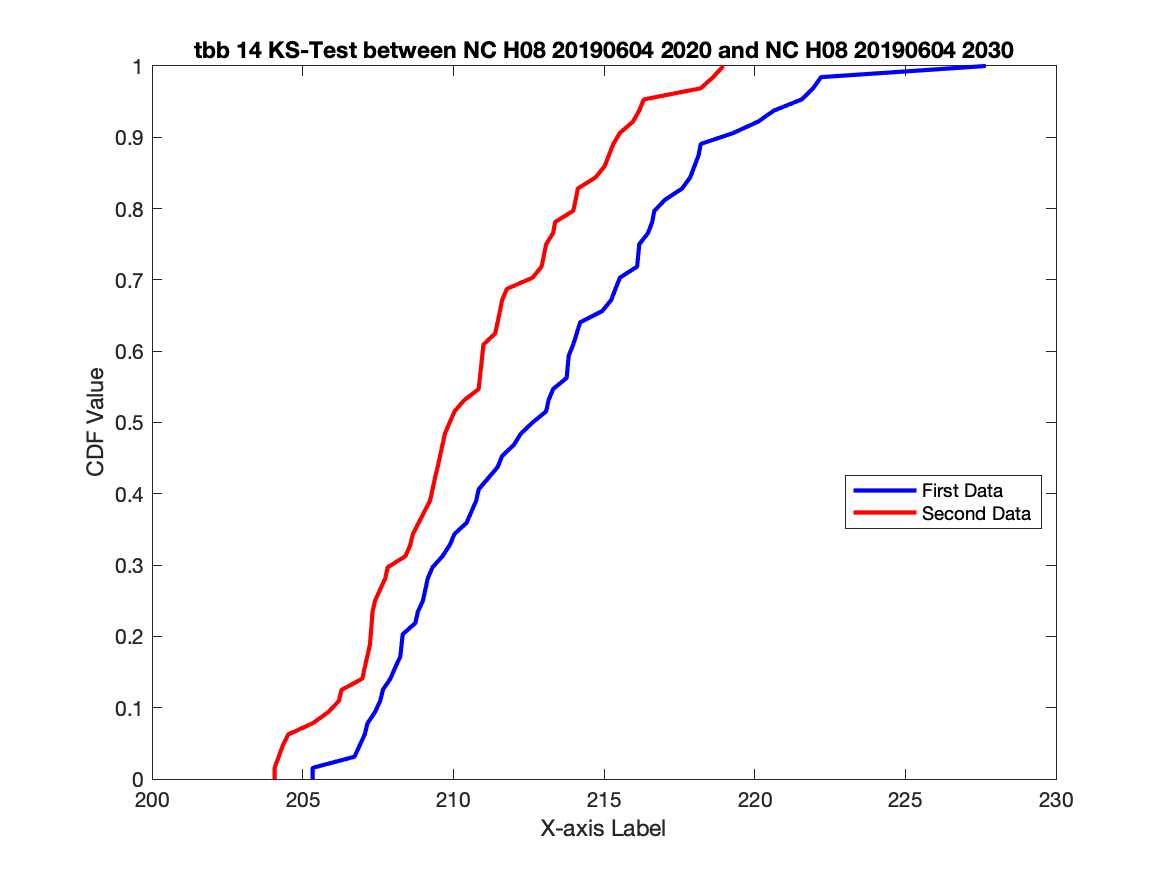 tbb 14 KS-Test between NC H08 20190604 2020 and NC H08 20190604 2030
1
0.9
0.8
0.7
0.6
0.5
0.4
0.3
0.2
0.1
0
CDF Value
First Data
Second Data
200 205 210 215 220 225 230
X-axis Label